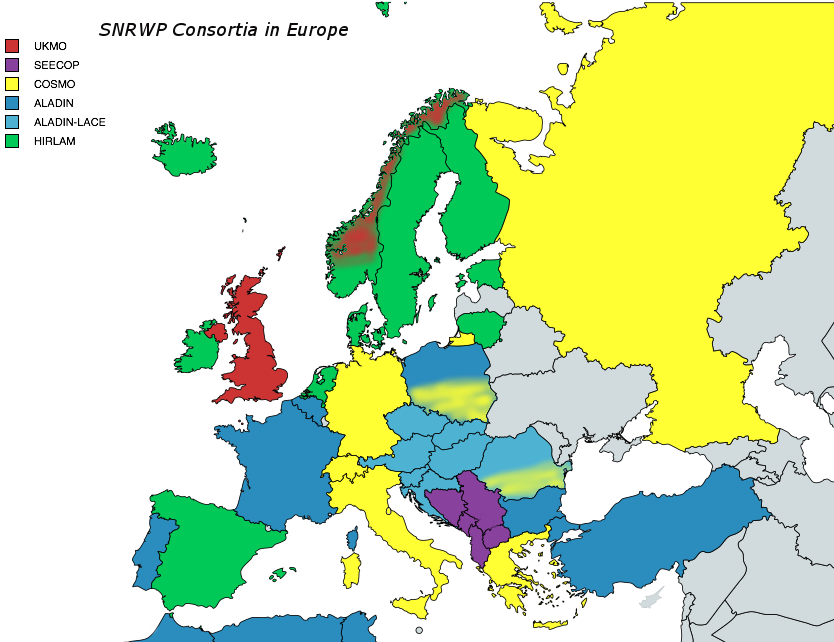 SNRWP Consortia in Europe
UKMO
SEECOP
COSMO
ALADIN
ALADIN-LACE
HIRLAM